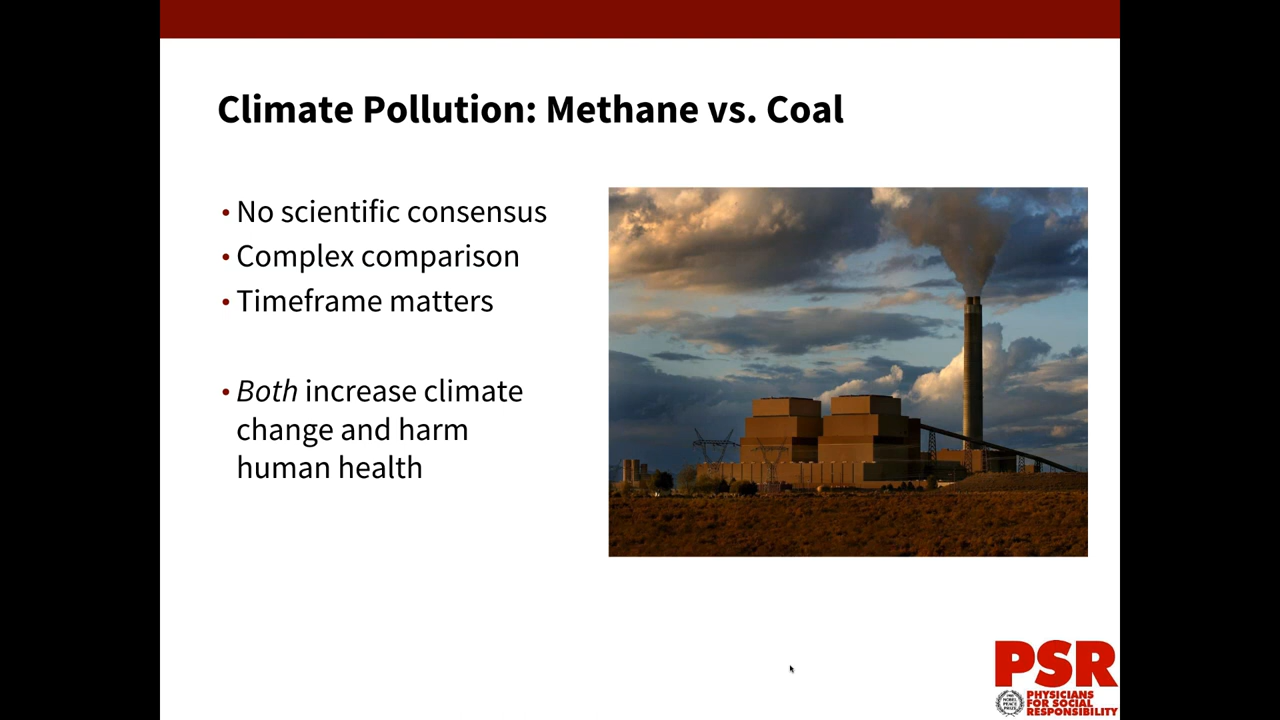 Climate Pollution: Methane vs. Coal
• No scientific consensus
• Complex comparison
• Timeframe matters
• Both increase climate
change and harm
human health
PSR
PHYSICIANS
FOR SOCIAL
RESPONSIBILITY